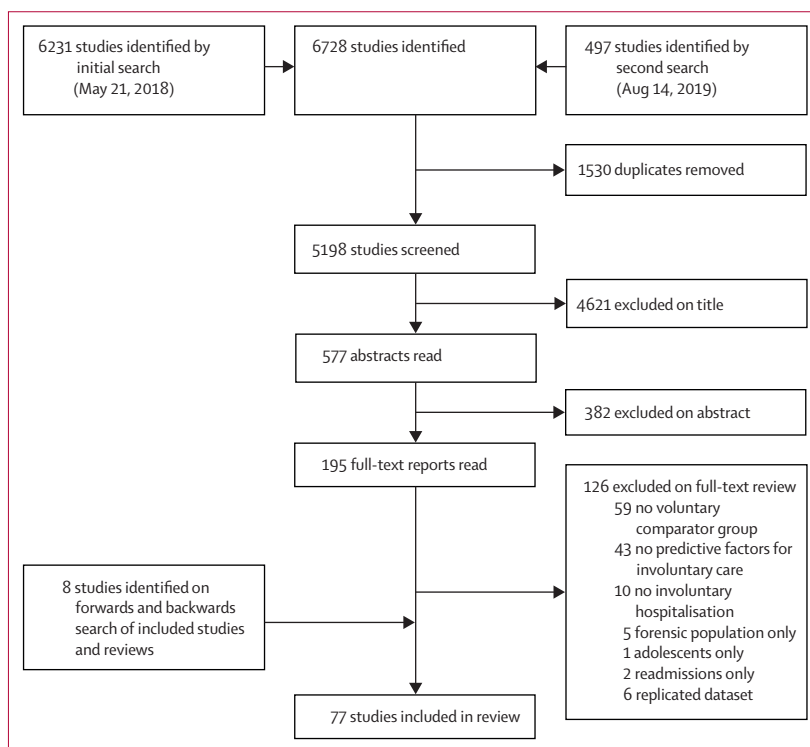 6231 studies identified by
initial search
(May 21, 2018)
6728 studies identified
497 studies identified by
second search
(Aug 14, 2019)
1530 duplicates removed
5198 studies screened
4621 excluded on title
577 abstracts read
382 excluded on abstract
195 full-text reports read
126 excluded on full-text review
59 no voluntary
comparator group
43 no predictive factors for
involuntary care
10 no involuntary
hospitalisation
5 forensic population only
1 adolescents only
2 readmissions only
6 replicated dataset
8 studies identified on
forwards and backwards
search of included studies
and reviews
77 studies included in review